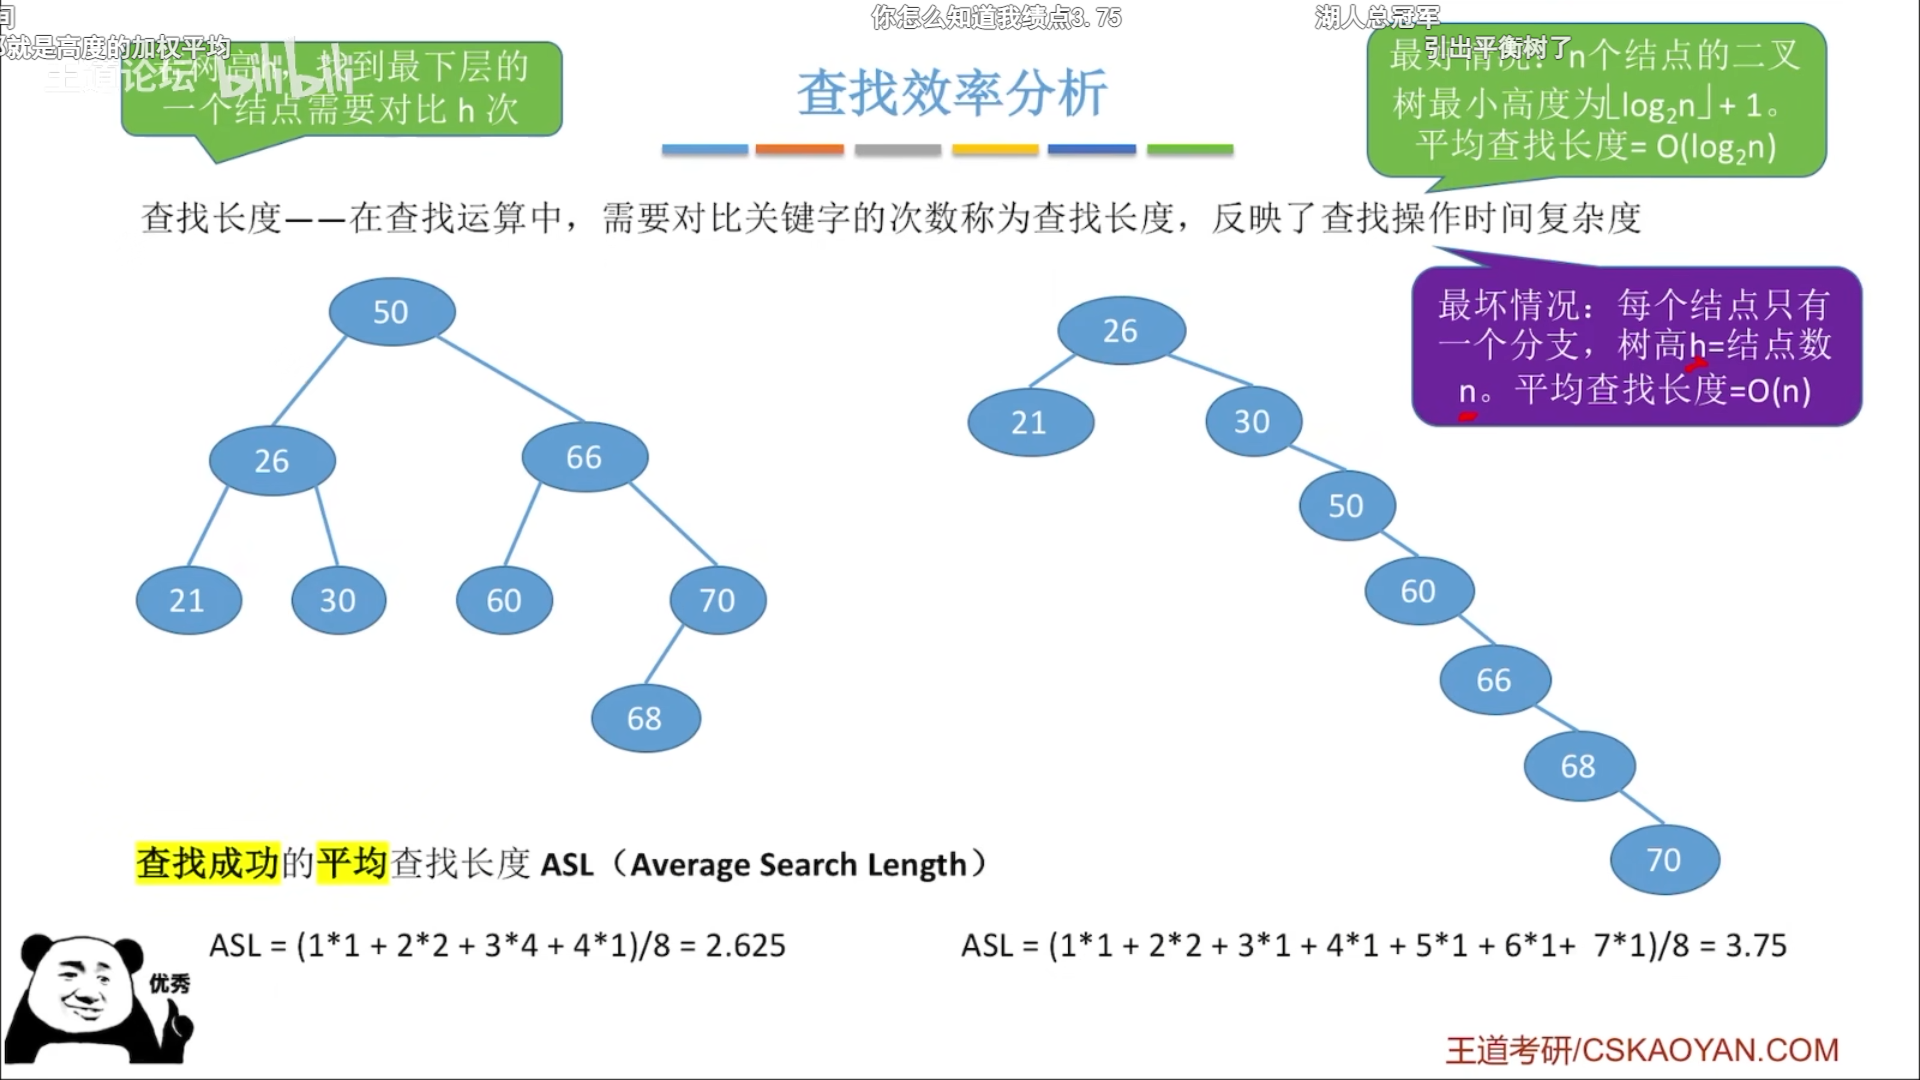 你怎么知道我绩点3.75
湖人总冠军
就是高度的加权平均
引出平衡树了
王道论坛 bilibili
树高h，找到最下层的
一个结点需要对比 h 次
查找效率分析
最好情况：n个结点的二叉
树最小高度为⌊log₂n⌋ + 1。
平均查找长度= O(log₂n)
查找长度——在查找运算中，需要对比关键字的次数称为查找长度，反映了查找操作时间复杂度
最坏情况：每个结点只有
一个分支，树高h=结点数
n。平均查找长度=O(n)
50
26
66
21
30
60
70
68
26
21
30
50
60
66
68
70
查找成功的平均查找长度 ASL（Average Search Length）
ASL = (1*1 + 2*2 + 3*4 + 4*1)/8 = 2.625
ASL = (1*1 + 2*2 + 3*1 + 4*1 + 5*1 + 6*1+ 7*1)/8 = 3.75
优秀
王道考研/CSKAOYAN.COM